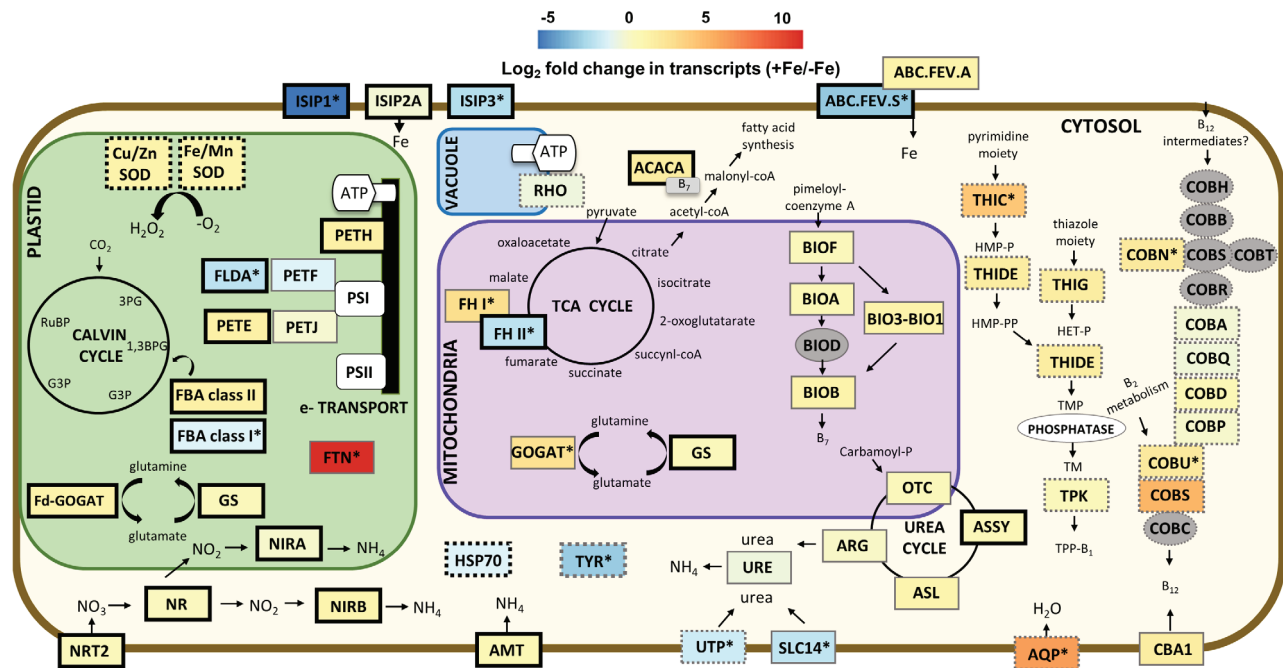 -5 0 5 10
Log2 fold change in transcripts (+Fe/-Fe)
ABC.FEV.A
ISIP1* ISIP2A ISIP3* ABC.FEV.S*
Fe
Fe
CYTOSOL
PLASTID
Cu/Zn SOD
Fe/Mn SOD
H2O2 -O2
ATP
PETH
FLDA* PETF
PSI
PETE PETJ
PSII
e- TRANSPORT
CO2
3PG
RuBP
CALVIN CYCLE
1,3BPG
G3P G3P
FBA class II
FBA class I*
FTN*
glutamine
Fd-GOGAT GS
glutamate
NO2 NIRA NH4
NO3 NR NO2 NIRB NH4
NRT2
VACUOLE
ATP
RHO
fatty acid synthesis
ACACA
B7
malonyl-coA
acetyl-coA
pyruvate
MITOCHONDRIA
oxaloacetate
citrate
malate
isocitrate
TCA CYCLE
FH I*
FH II*
2-oxoglutatarate
fumarate
succynl-coA
succinate
glutamine
GOGAT* GS
glutamate
pimeloyl-coenzyme A
BIOF
BIOA
BIO3-BIO1
BIOD
BIOB
B7
Carbamoyl-P
OTC
UREA CYCLE
ASSY
ARG
ASL
urea
NH4 URE
urea
HSP70 TYR*
NH4
AMT
UTP* SLC14*
pyrimidine moiety
THIC*
HMP-P
THIDE
HMP-PP
thiazole moiety
THIG
HET-P
THIDE
TMP
PHOSPHATASE
TM
TPK
TPP-B1
B12 intermediates?
COBH
COBB
COBN* COBS COBT
COBR
COBA
COBQ
COBD
COBP
B2 metabolism
COBU*
COBS
COBC
B12
H2O
AQP* CBA1